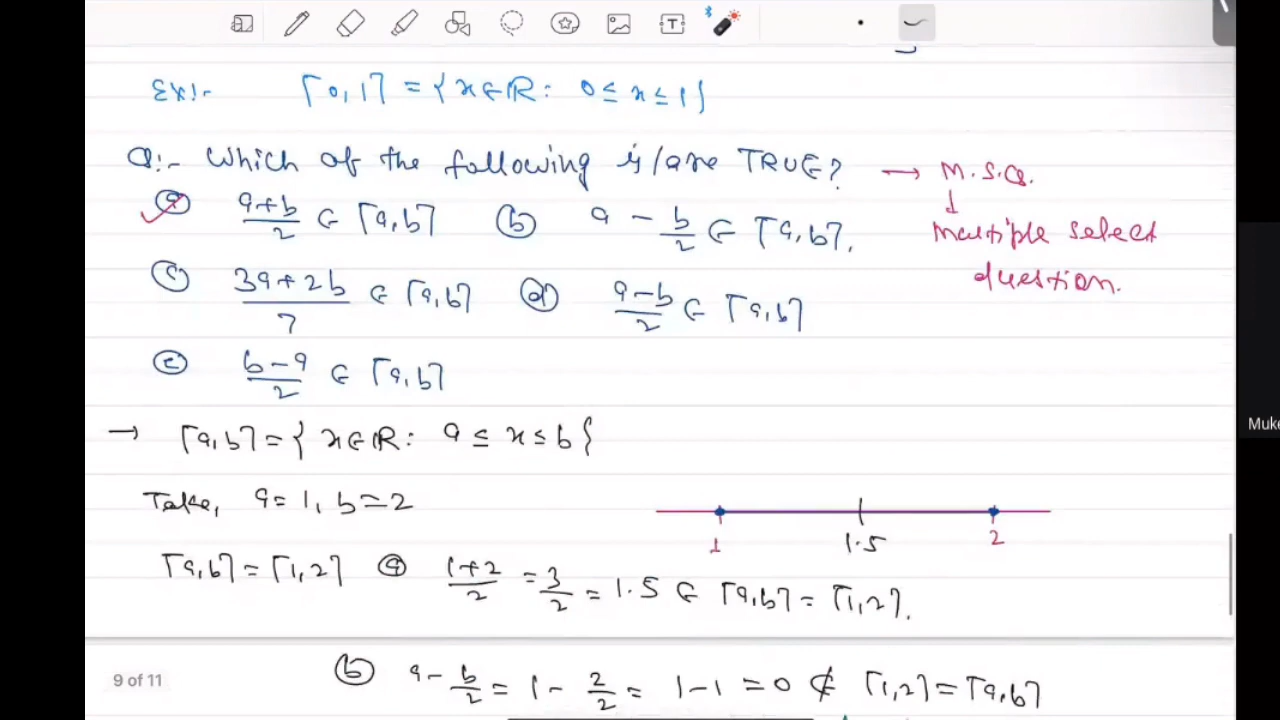 Ex:- [0,1] = {x∈R: 0 ≤ x ≤ 1}
Q:- Which of the following is/are TRUE? → M.S.Q.
↓
multiple select
question.
(a) (a+b)/2 ∈ [a,b] (b) a - b/2 ∈ [a,b].
(c) (3a+2b)/7 ∈ [a,b] (d) (a-b)/2 ∈ [a,b]
(e) (b-a)/2 ∈ [a,b]
→ [a,b] = {x∈R: a ≤ x ≤ b}
Take, a=1, b=2
1 1.5 2
[a,b] = [1,2] (a) (1+2)/2 = 3/2 = 1.5 ∈ [a,b] = [1,2].
(b) a - b/2 = 1 - 2/2 = 1-1 = 0 ∉ [1,2] = [a,b]
9 of 11
Muke